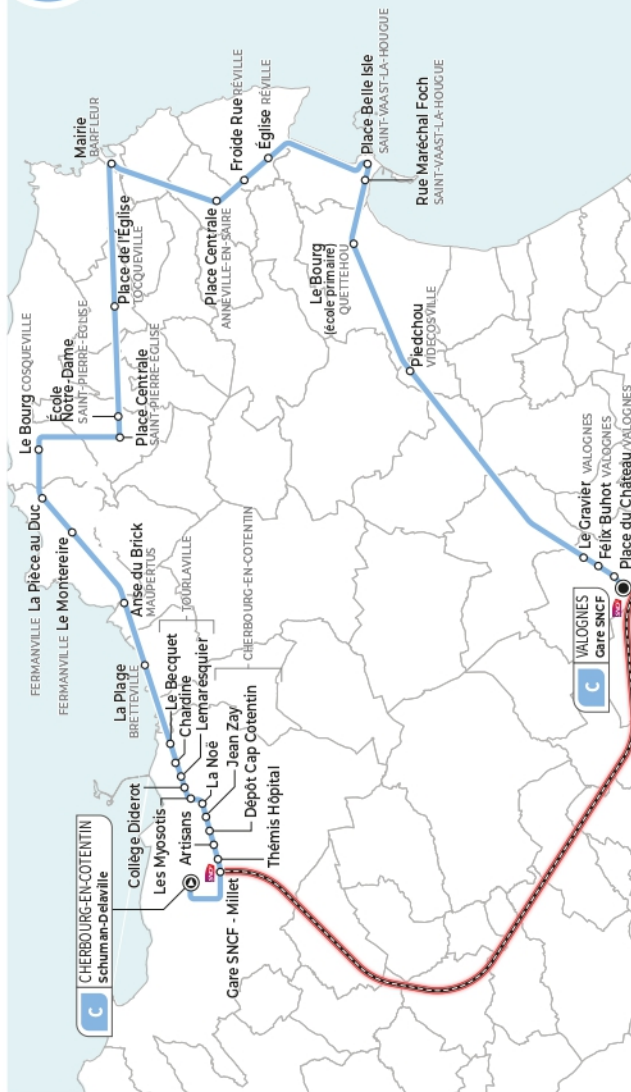 C
CHERBOURG-EN-COTENTIN
Schuman-Delaville
SNCF
Gare SNCF - Millet
Thémis Hôpital
Artisans
Dépôt Cap Cotentin
Jean Zay
La Noë
Les Myosotis
Collège Diderot
Lemaresquier
Chardine
Le Becquet
TOURLAVILLE
CHERBOURG-EN-COTENTIN
La Plage
BRETTEVILLE
Anse du Brick
MAUPERTUS
FERMANVILLE Le Montereire
FERMANVILLE La Pièce au Duc
Le Bourg COSQUEVILLE
Place Centrale
SAINT-PIERRE-ÉGLISE
École
Notre-Dame
SAINT-PIERRE-ÉGLISE
Place de l'Église
TOCQUEVILLE
Mairie
BARFLEUR
Place Centrale
ANNEVILLE-EN-SAIRE
Froide Rue RÉVILLE
Église RÉVILLE
Place Belle Isle
SAINT-VAAST-LA-HOUGUE
Rue Maréchal Foch
SAINT-VAAST-LA-HOUGUE
Le Bourg
(école primaire)
QUETTEHOU
Piedchou
VIDECOSVILLE
Le Gravier VALOGNES
Félix Buhot VALOGNES
Place du Château VALOGNES
SNCF
C
VALOGNES
Gare SNCF